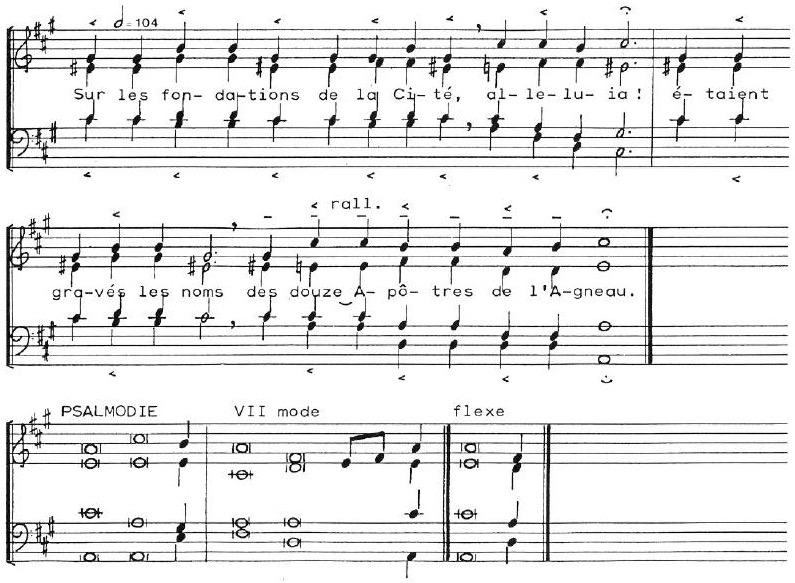 = 104
Sur les fon- da-tions de la Ci-té, al-le-lu-ia! é-taient
rall.
gra-vés les noms des douze A-pô-tres de l'A-gneau.
PSALMODIE VII mode flexe